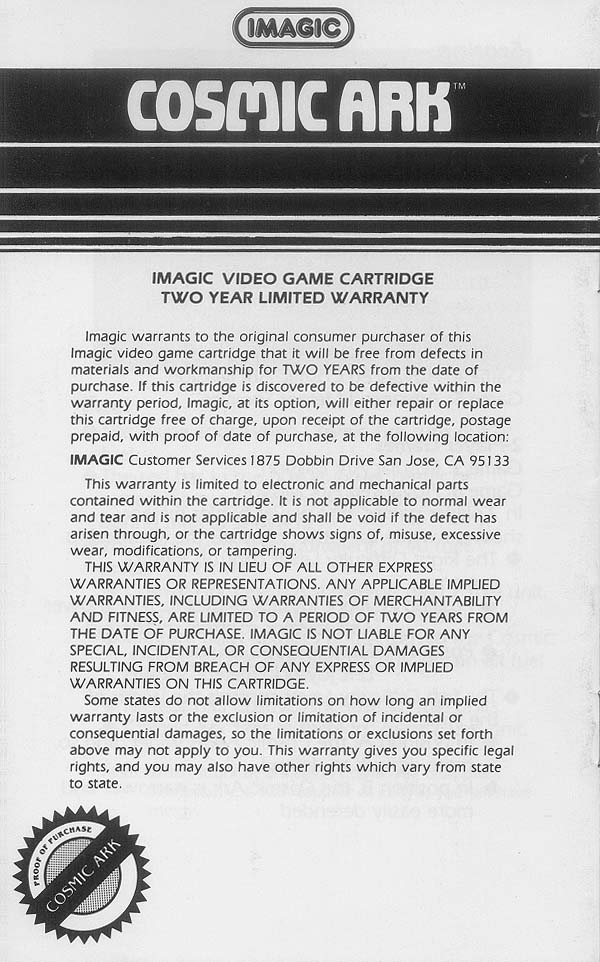 IMAGIC
COSMIC ARK™
IMAGIC VIDEO GAME CARTRIDGE
TWO YEAR LIMITED WARRANTY
Imagic warrants to the original consumer purchaser of this
Imagic video game cartridge that it will be free from defects in
materials and workmanship for TWO YEARS from the date of
purchase. If this cartridge is discovered to be defective within the
warranty period, Imagic, at its option, will either repair or replace
this cartridge free of charge, upon receipt of the cartridge, postage
prepaid, with proof of date of purchase, at the following location:
IMAGIC Customer Services 1875 Dobbin Drive San Jose, CA 95133
This warranty is limited to electronic and mechanical parts
contained within the cartridge. It is not applicable to normal wear
and tear and is not applicable and shall be void if the defect has
arisen through, or the cartridge shows signs of, misuse, excessive
wear, modifications, or tampering.
THIS WARRANTY IS IN LIEU OF ALL OTHER EXPRESS
WARRANTIES OR REPRESENTATIONS. ANY APPLICABLE IMPLIED
WARRANTIES, INCLUDING WARRANTIES OF MERCHANTABILITY
AND FITNESS, ARE LIMITED TO A PERIOD OF TWO YEARS FROM
THE DATE OF PURCHASE. IMAGIC IS NOT LIABLE FOR ANY
SPECIAL, INCIDENTAL, OR CONSEQUENTIAL DAMAGES
RESULTING FROM BREACH OF ANY EXPRESS OR IMPLIED
WARRANTIES ON THIS CARTRIDGE.
Some states do not allow limitations on how long an implied
warranty lasts or the exclusion or limitation of incidental or
consequential damages, so the limitations or exclusions set forth
above may not apply to you. This warranty gives you specific legal
rights, and you may also have other rights which vary from state
to state.
PROOF OF PURCHASE
COSMIC ARK